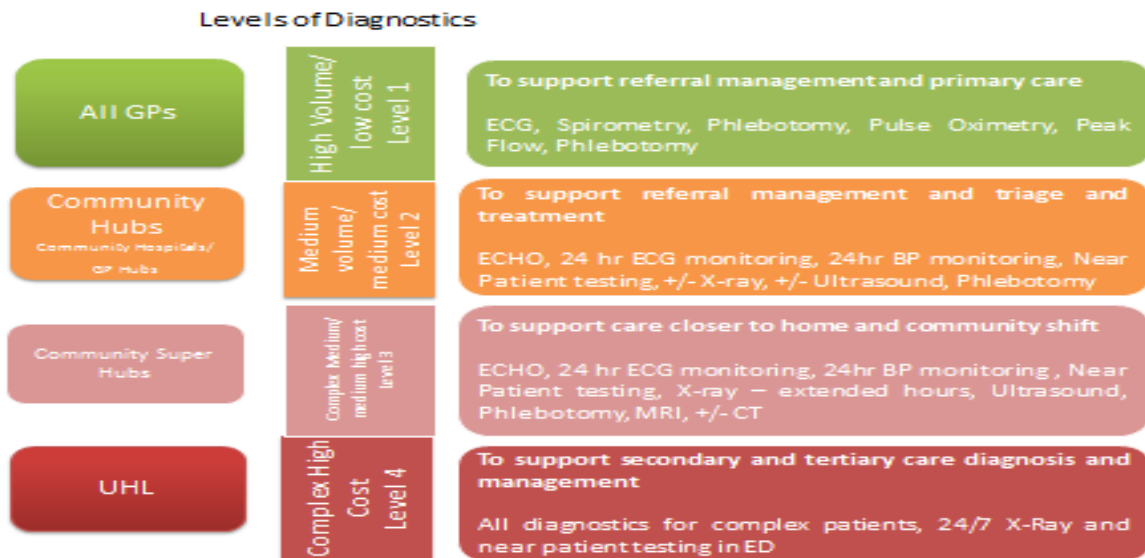 Levels of Diagnostics
All GPs
High Volume/
low cost
Level 1
To support referral management and primary care
ECG, Spirometry, Phlebotomy, Pulse Oximetry, Peak
Flow, Phlebotomy
Community
Hubs
Community Hospitals/
GP Hubs
Medium
volume/
medium cost
Level 2
To support referral management and triage and
treatment
ECHO, 24 hr ECG monitoring, 24hr BP monitoring, Near
Patient testing, +/- X-ray, +/- Ultrasound, Phlebotomy
Community Super
Hubs
Complex Medium/
medium high cost
Level 3
To support care closer to home and community shift
ECHO, 24 hr ECG monitoring, 24hr BP monitoring , Near
Patient testing, X-ray – extended hours, Ultrasound,
Phlebotomy, MRI, +/- CT
UHL
Complex High
Cost
Level 4
To support secondary and tertiary care diagnosis and
management
All diagnostics for complex patients, 24/7 X-Ray and
near patient testing in ED